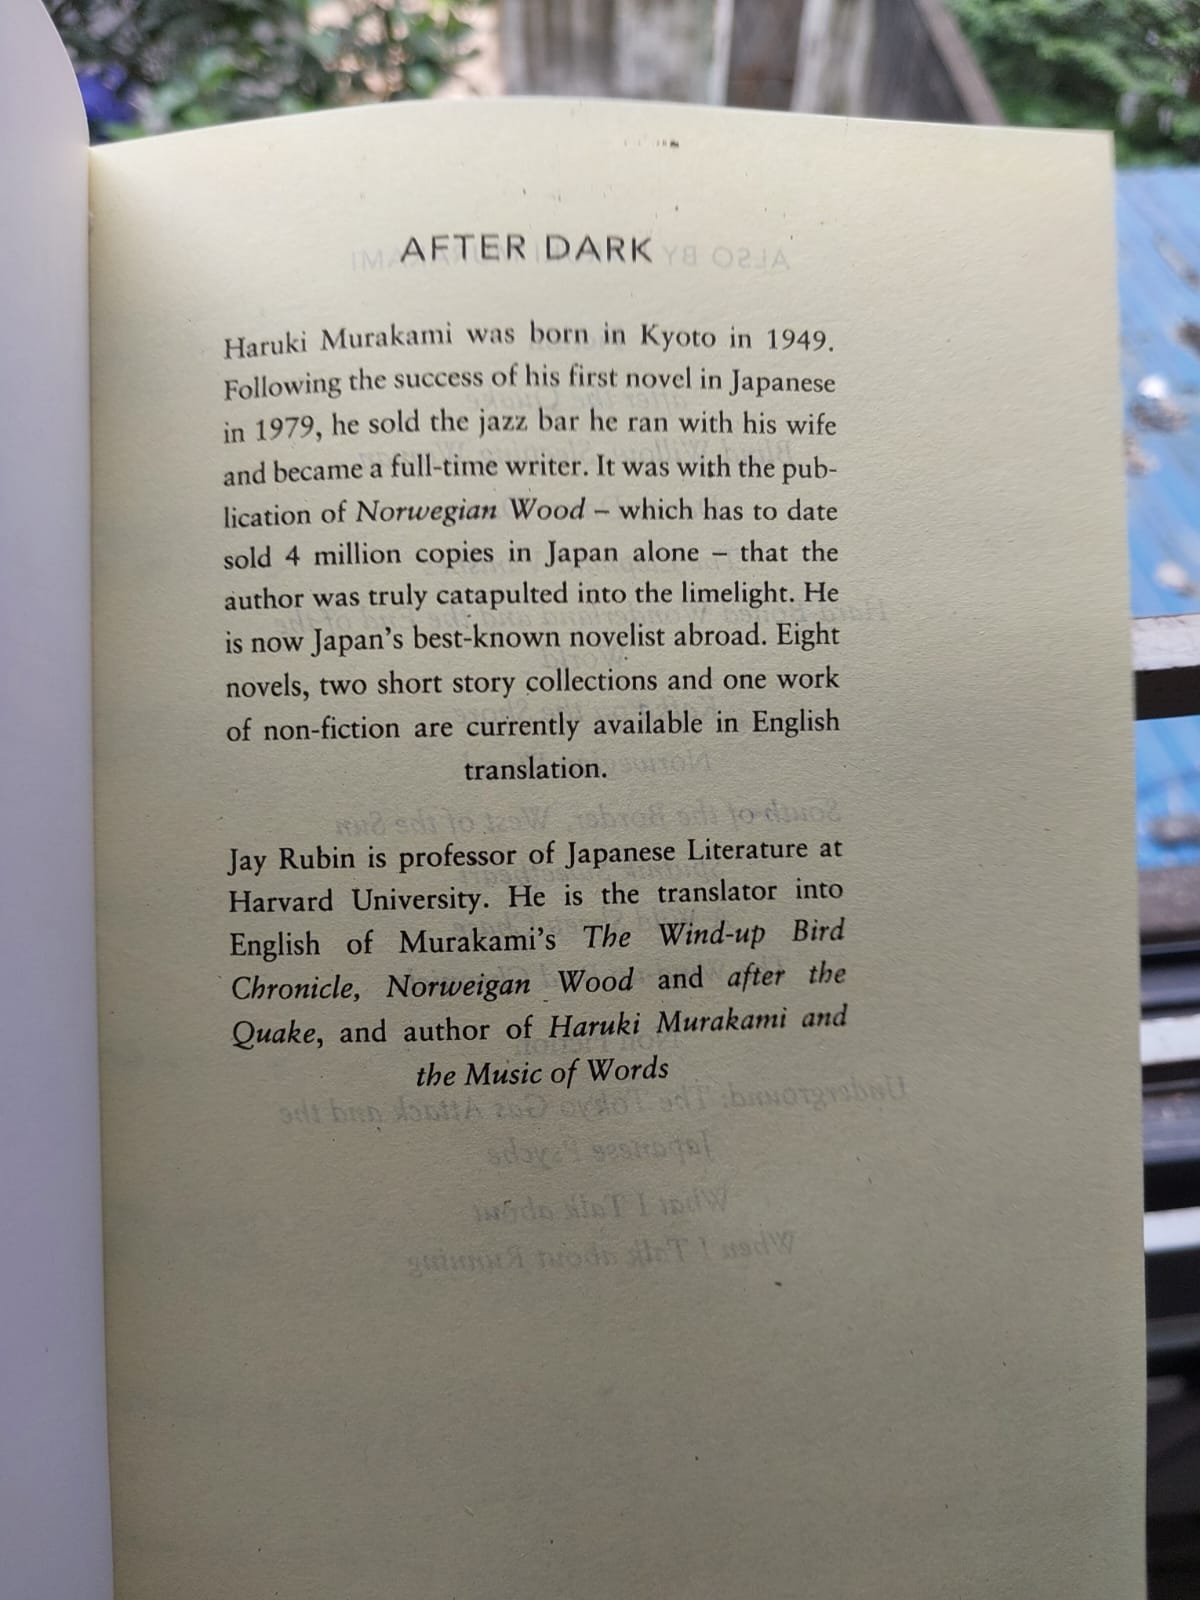 AFTER DARK
Haruki Murakami was born in Kyoto in 1949.
Following the success of his first novel in Japanese
in 1979, he sold the jazz bar he ran with his wife
and became a full-time writer. It was with the pub-
lication of Norwegian Wood – which has to date
sold 4 million copies in Japan alone – that the
author was truly catapulted into the limelight. He
is now Japan's best-known novelist abroad. Eight
novels, two short story collections and one work
of non-fiction are currently available in English
translation.
Jay Rubin is professor of Japanese Literature at
Harvard University. He is the translator into
English of Murakami's The Wind-up Bird
Chronicle, Norweigan Wood and after the
Quake, and author of Haruki Murakami and
the Music of Words